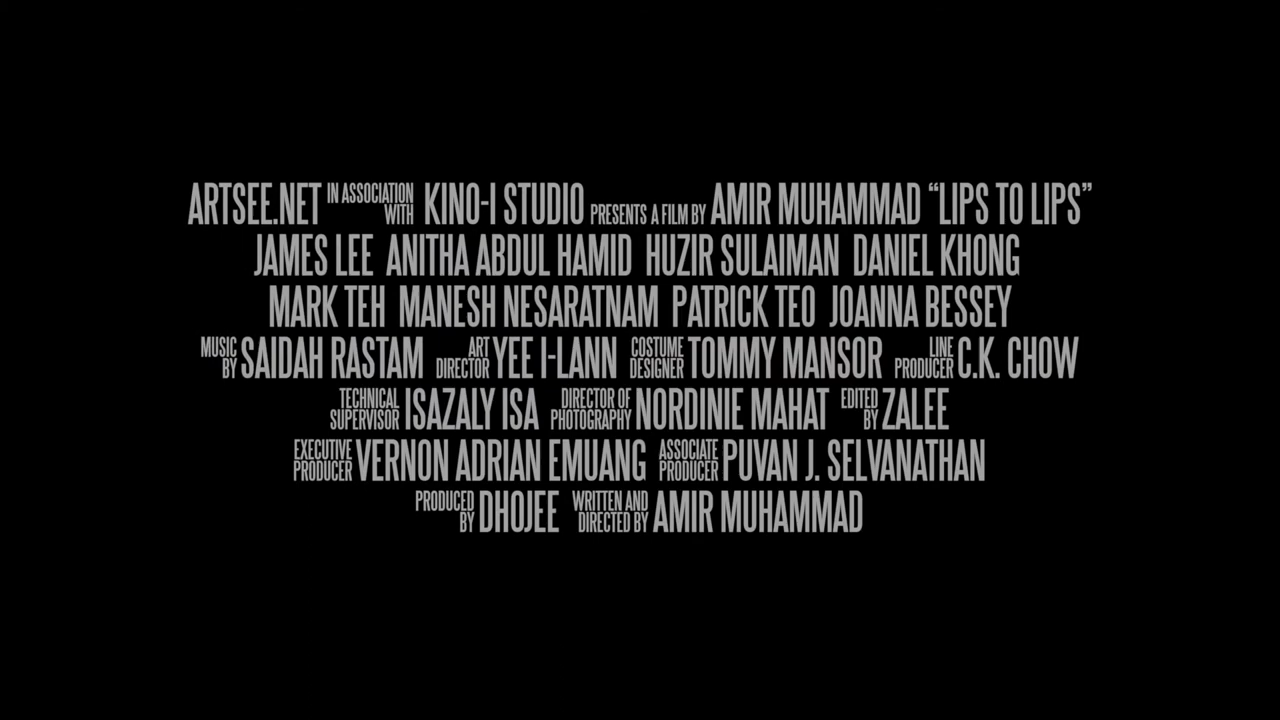 ARTSEE.NET IN ASSOCIATION WITH KINO-I STUDIO PRESENTS A FILM BY AMIR MUHAMMAD “LIPS TO LIPS”
JAMES LEE ANITHA ABDUL HAMID HUZIR SULAIMAN DANIEL KHONG
MARK TEH MANESH NESARATNAM PATRICK TEO JOANNA BESSEY
MUSIC BY SAIDAH RASTAM ART DIRECTOR YEE I-LANN COSTUME DESIGNER TOMMY MANSOR LINE PRODUCER C.K. CHOW
TECHNICAL SUPERVISOR ISAZALY ISA DIRECTOR OF PHOTOGRAPHY NORDINIE MAHAT EDITED BY ZALEE
EXECUTIVE PRODUCER VERNON ADRIAN EMUANG ASSOCIATE PRODUCER PUVAN J. SELVANATHAN
PRODUCED BY DHOJEE WRITTEN AND DIRECTED BY AMIR MUHAMMAD